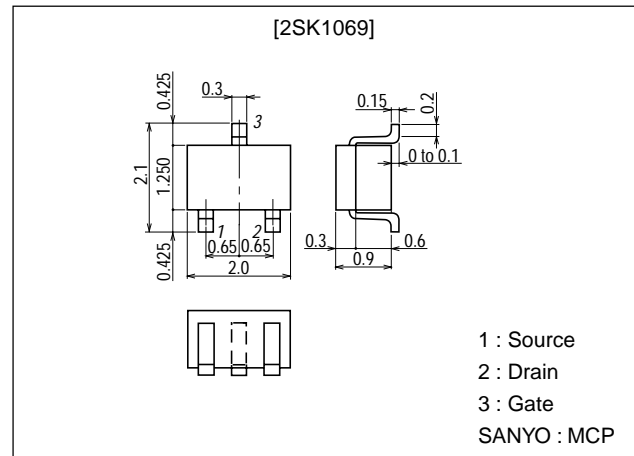 [2SK1069]
0.425
0.3
3
0.15
0.2
0 to 0.1
2.1
1.250
1
2
0.65 0.65
0.425
2.0
0.3
0.6
0.9
1 : Source
2 : Drain
3 : Gate
SANYO : MCP